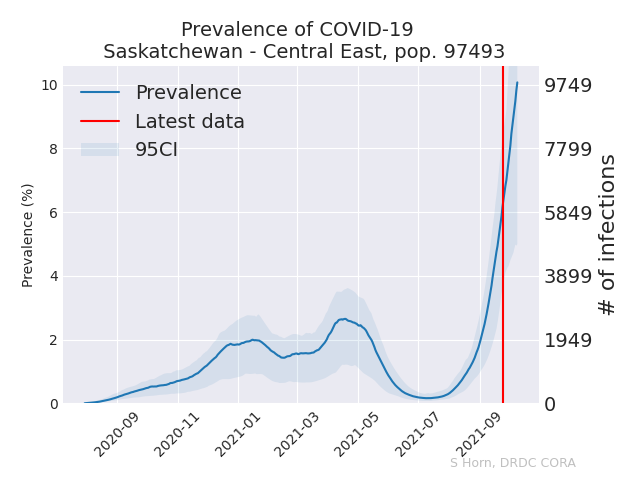 Prevalence of COVID-19
Saskatchewan - Central East, pop. 97493
Prevalence
Latest data
95CI
Prevalence (%)
10
8
6
4
2
0
9749
7799
5849
3899
1949
0
# of infections
2020-09
2020-11
2021-01
2021-03
2021-05
2021-07
2021-09
S Horn, DRDC CORA